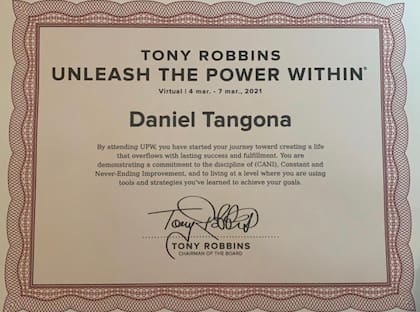 TONY ROBBINS
UNLEASH THE POWER WITHIN®
Virtual | 4 mar. - 7 mar., 2021
Daniel Tangona
By attending UPW, you have started your journey toward creating a life
that overflows with lasting success and fulfillment. You are
demonstrating a commitment to the discipline of (CANI), Constant and
Never-Ending Improvement, and to living at a level where you are using
tools and strategies you've learned to achieve your goals.
Tony Robbins
TONY ROBBINS
CHAIRMAN OF THE BOARD